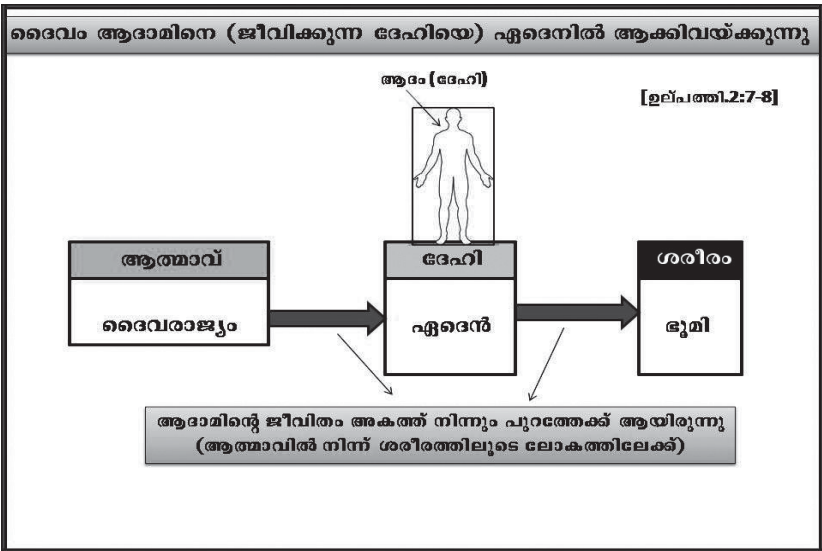 ദൈവം ആദാമിനെ (ജീവിക്കുന്ന ദേഹിയെ) ഏദെനിൽ ആക്കിവയ്ക്കുന്നു
ആദം (ദേഹി)
[ഉല്പത്തി.2:7-8]
ആത്മാവ്
ദൈവരാജ്യം
ദേഹി
ഏദെൻ
ശരീരം
ഭൂമി
ആദാമിന്റെ ജീവിതം അകത്ത് നിന്നും പുറത്തേക്ക് ആയിരുന്നു
(ആത്മാവിൽ നിന്ന് ശരീരത്തിലൂടെ ലോകത്തിലേക്ക്)